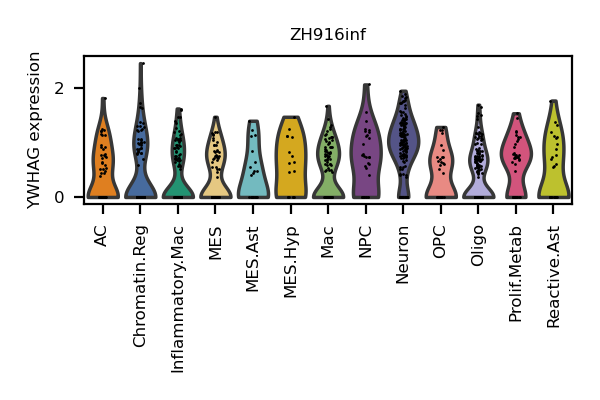 ZH916inf
YWHAG expression
2
0
AC
Chromatin.Reg
Inflammatory.Mac
MES
MES.Ast
MES.Hyp
Mac
NPC
Neuron
OPC
Oligo
Prolif.Metab
Reactive.Ast